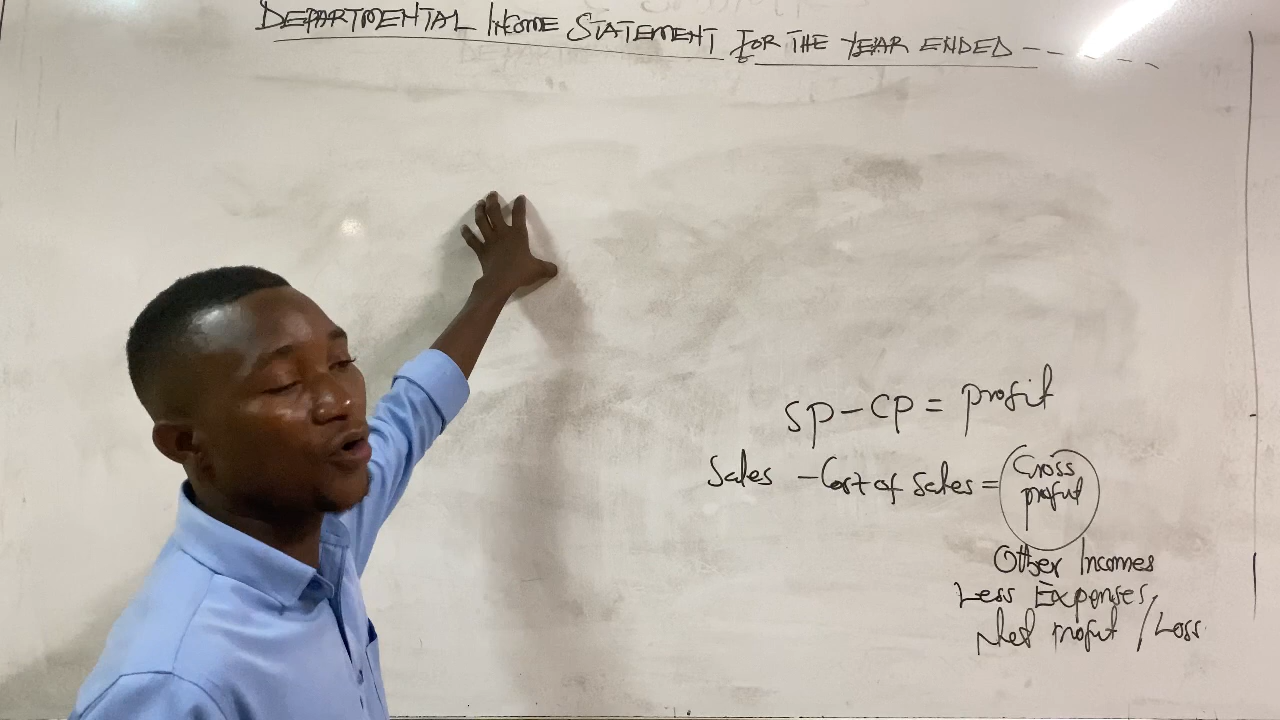 DEPARTMENTAL INCOME STATEMENT FOR THE YEAR ENDED -----
SP - CP = profit
Sales - Cost of Sales = Gross profit
Other Incomes
Less Expenses,
Net profit / Loss